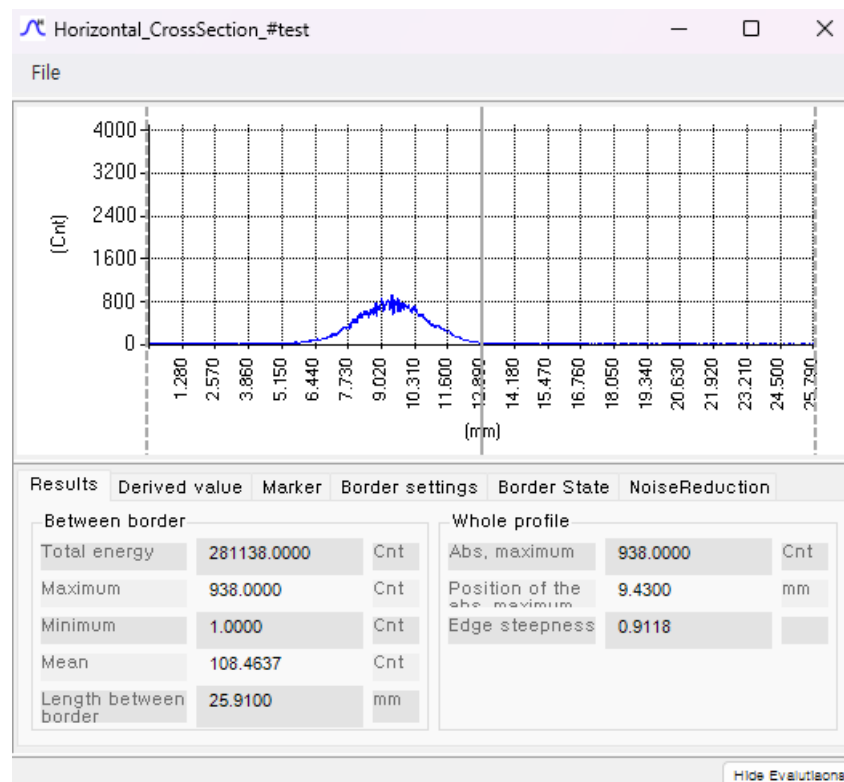 Horizontal_CrossSection_#test
File
4000
3200
2400
1600
800
0
(Cnt)
1.280 2.570 3.860 5.150 6.440 7.730 9.020 10.310 11.600 12.890 14.180 15.470 16.760 18.050 19.340 20.630 21.920 23.210 24.500 25.790
(mm)
Results Derived value Marker Border settings Border State NoiseReduction
Between border
Total energy 281138.0000 Cnt
Maximum 938.0000 Cnt
Minimum 1.0000 Cnt
Mean 108.4637 Cnt
Length between
border 25.9100 mm
Whole profile
Abs, maximum 938.0000 Cnt
Position of the
abs, maximum 9.4300 mm
Edge steepness 0.9118
Hide Evalutiaons